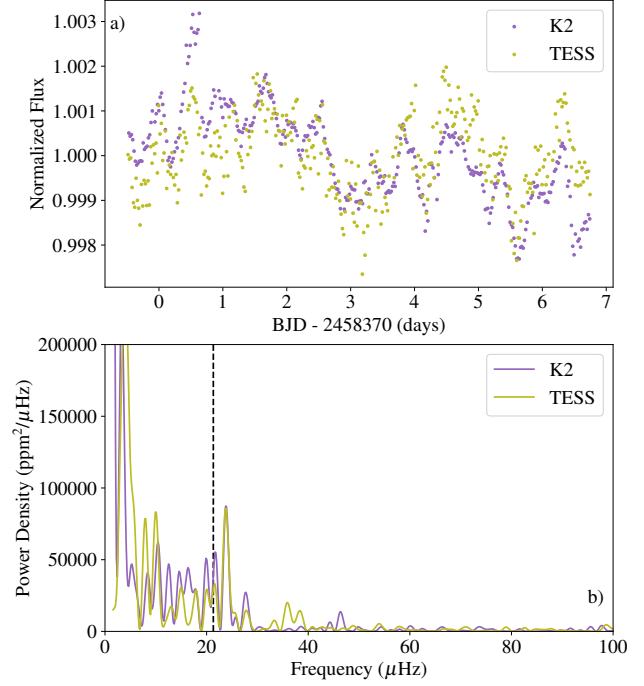 a)
K2
TESS
1.003
1.002
1.001
1.000
0.999
0.998
Normalized Flux
0 1 2 3 4 5 6 7
BJD - 2458370 (days)
K2
TESS
200000
150000
100000
50000
0
Power Density (ppm²/μHz)
b)
0 20 40 60 80 100
Frequency (μHz)